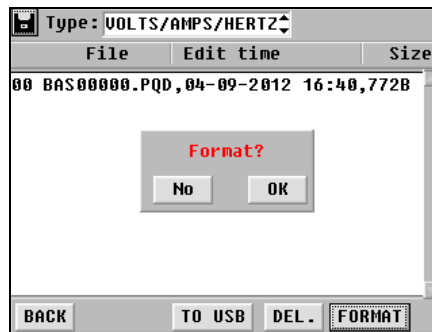 Type: VOLTS/AMPS/HERTZ
File Edit time Size
00 BAS00000.PQD,04-09-2012 16:40,772B
Format?
No OK
BACK TO USB DEL. FORMAT